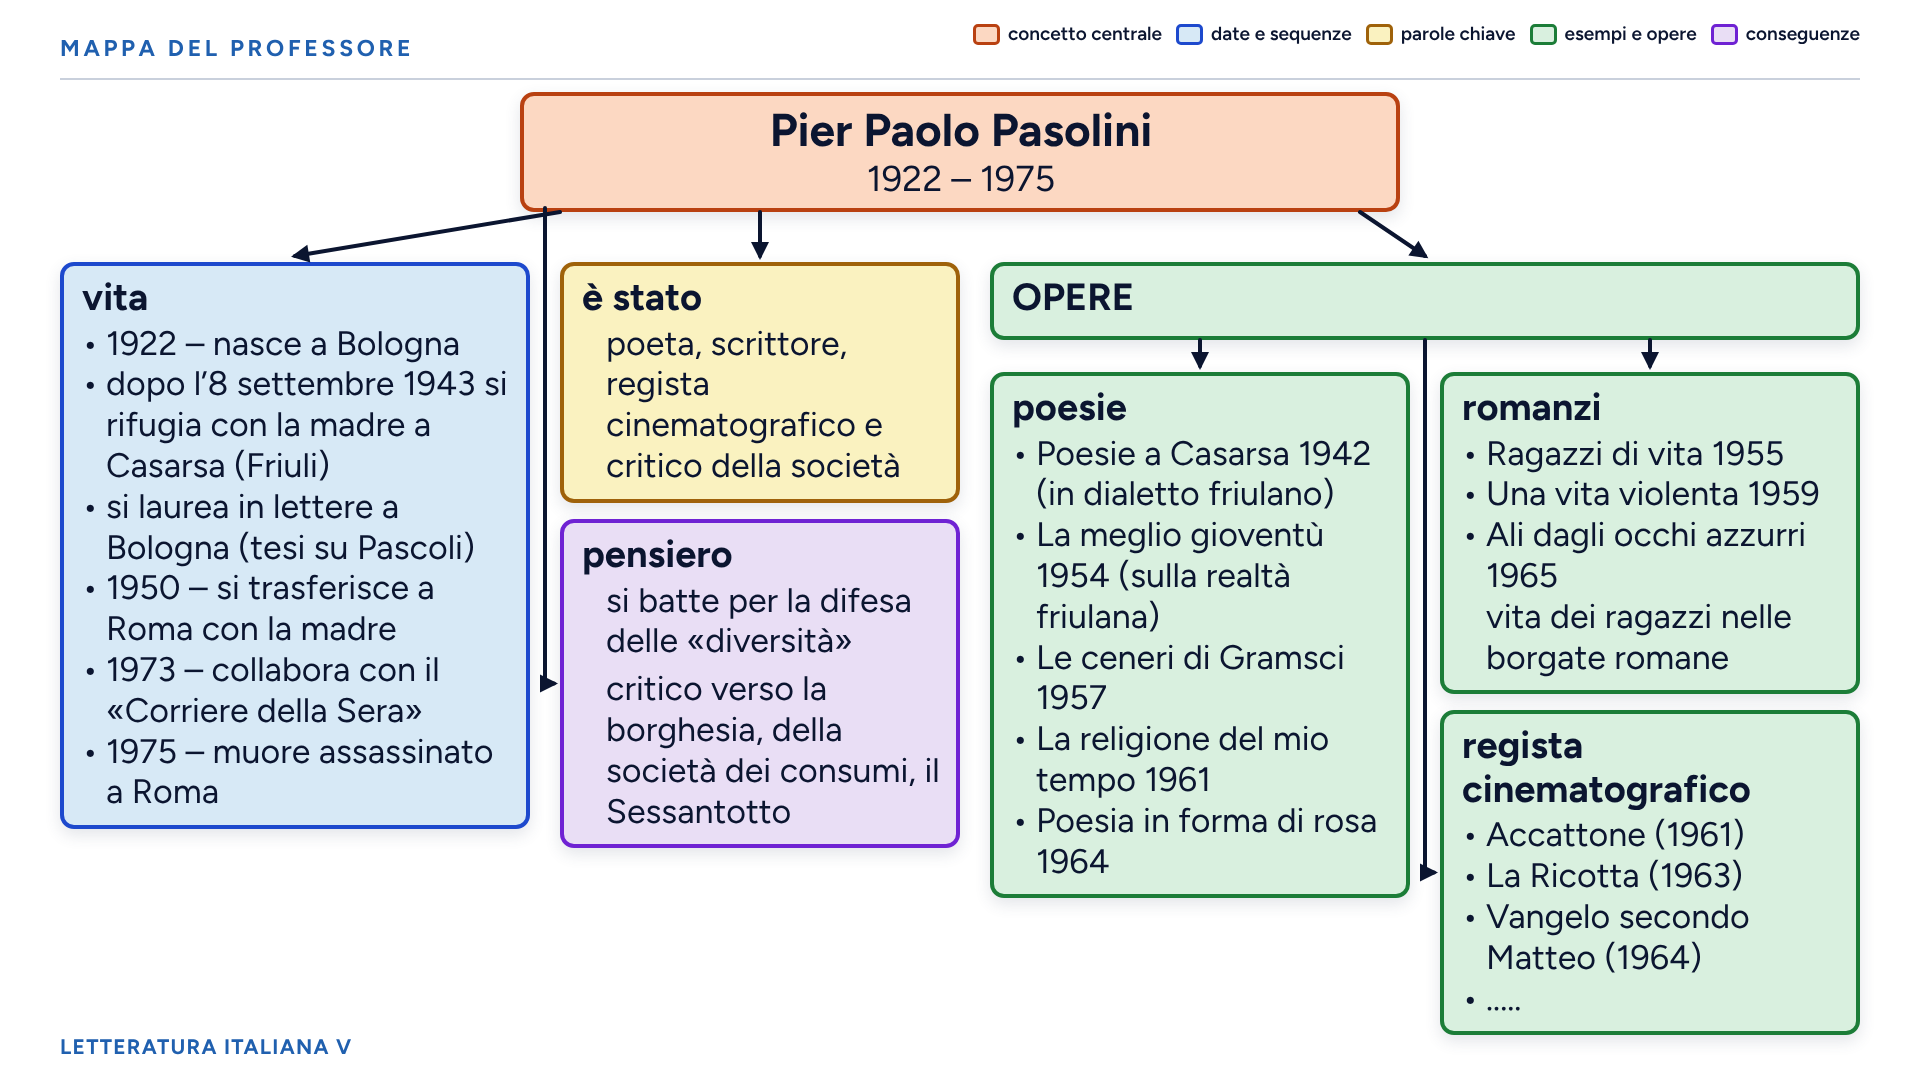 MAPPA DEL PROFESSORE
concetto centrale
date e sequenze
parole chiave
esempi e opere
conseguenze
Pier Paolo Pasolini
1922 – 1975
vita
• 1922 – nasce a Bologna
• dopo l’8 settembre 1943 si
rifugia con la madre a
Casarsa (Friuli)
• si laurea in lettere a
Bologna (tesi su Pascoli)
• 1950 – si trasferisce a
Roma con la madre
• 1973 – collabora con il
«Corriere della Sera»
• 1975 – muore assassinato
a Roma
è stato
poeta, scrittore,
regista
cinematografico e
critico della società
pensiero
si batte per la difesa
delle «diversità»
critico verso la
borghesia, della
società dei consumi, il
Sessantotto
OPERE
poesie
• Poesie a Casarsa 1942
(in dialetto friulano)
• La meglio gioventù
1954 (sulla realtà
friulana)
• Le ceneri di Gramsci
1957
• La religione del mio
tempo 1961
• Poesia in forma di rosa
1964
romanzi
• Ragazzi di vita 1955
• Una vita violenta 1959
• Ali dagli occhi azzurri
1965
vita dei ragazzi nelle
borgate romane
regista
cinematografico
• Accattone (1961)
• La Ricotta (1963)
• Vangelo secondo
Matteo (1964)
• .....
LETTERATURA ITALIANA V